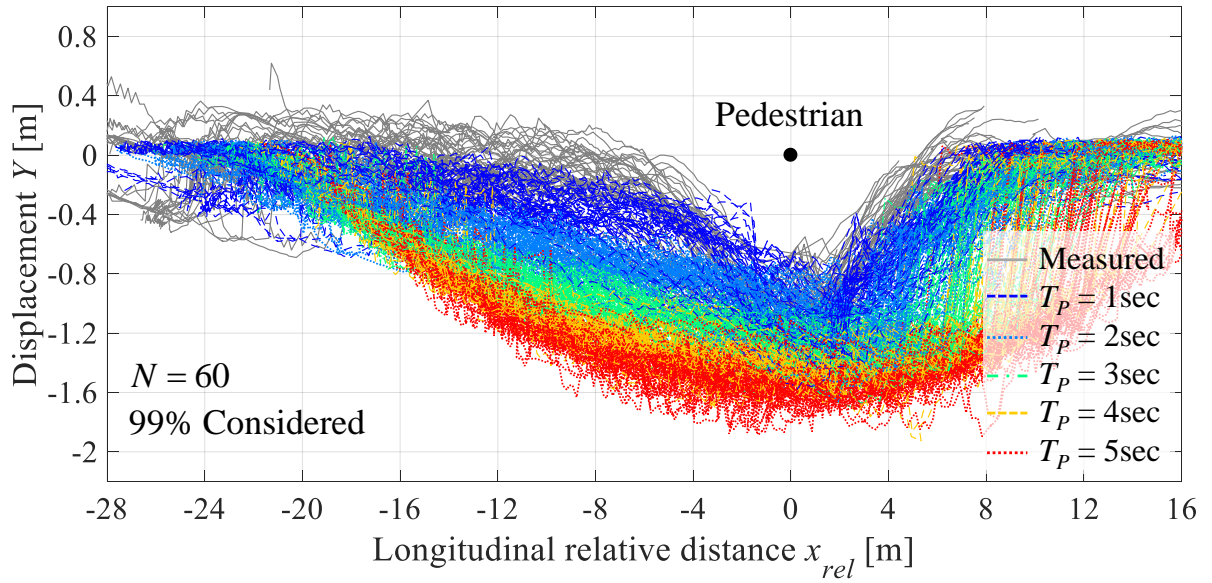 0.8
0.4
0
-0.4
-0.8
-1.2
-1.6
-2
Displacement Y [m]
Pedestrian
N = 60
99% Considered
Measured
T_P = 1sec
T_P = 2sec
T_P = 3sec
T_P = 4sec
T_P = 5sec
-28 -24 -20 -16 -12 -8 -4 0 4 8 12 16
Longitudinal relative distance x_rel [m]